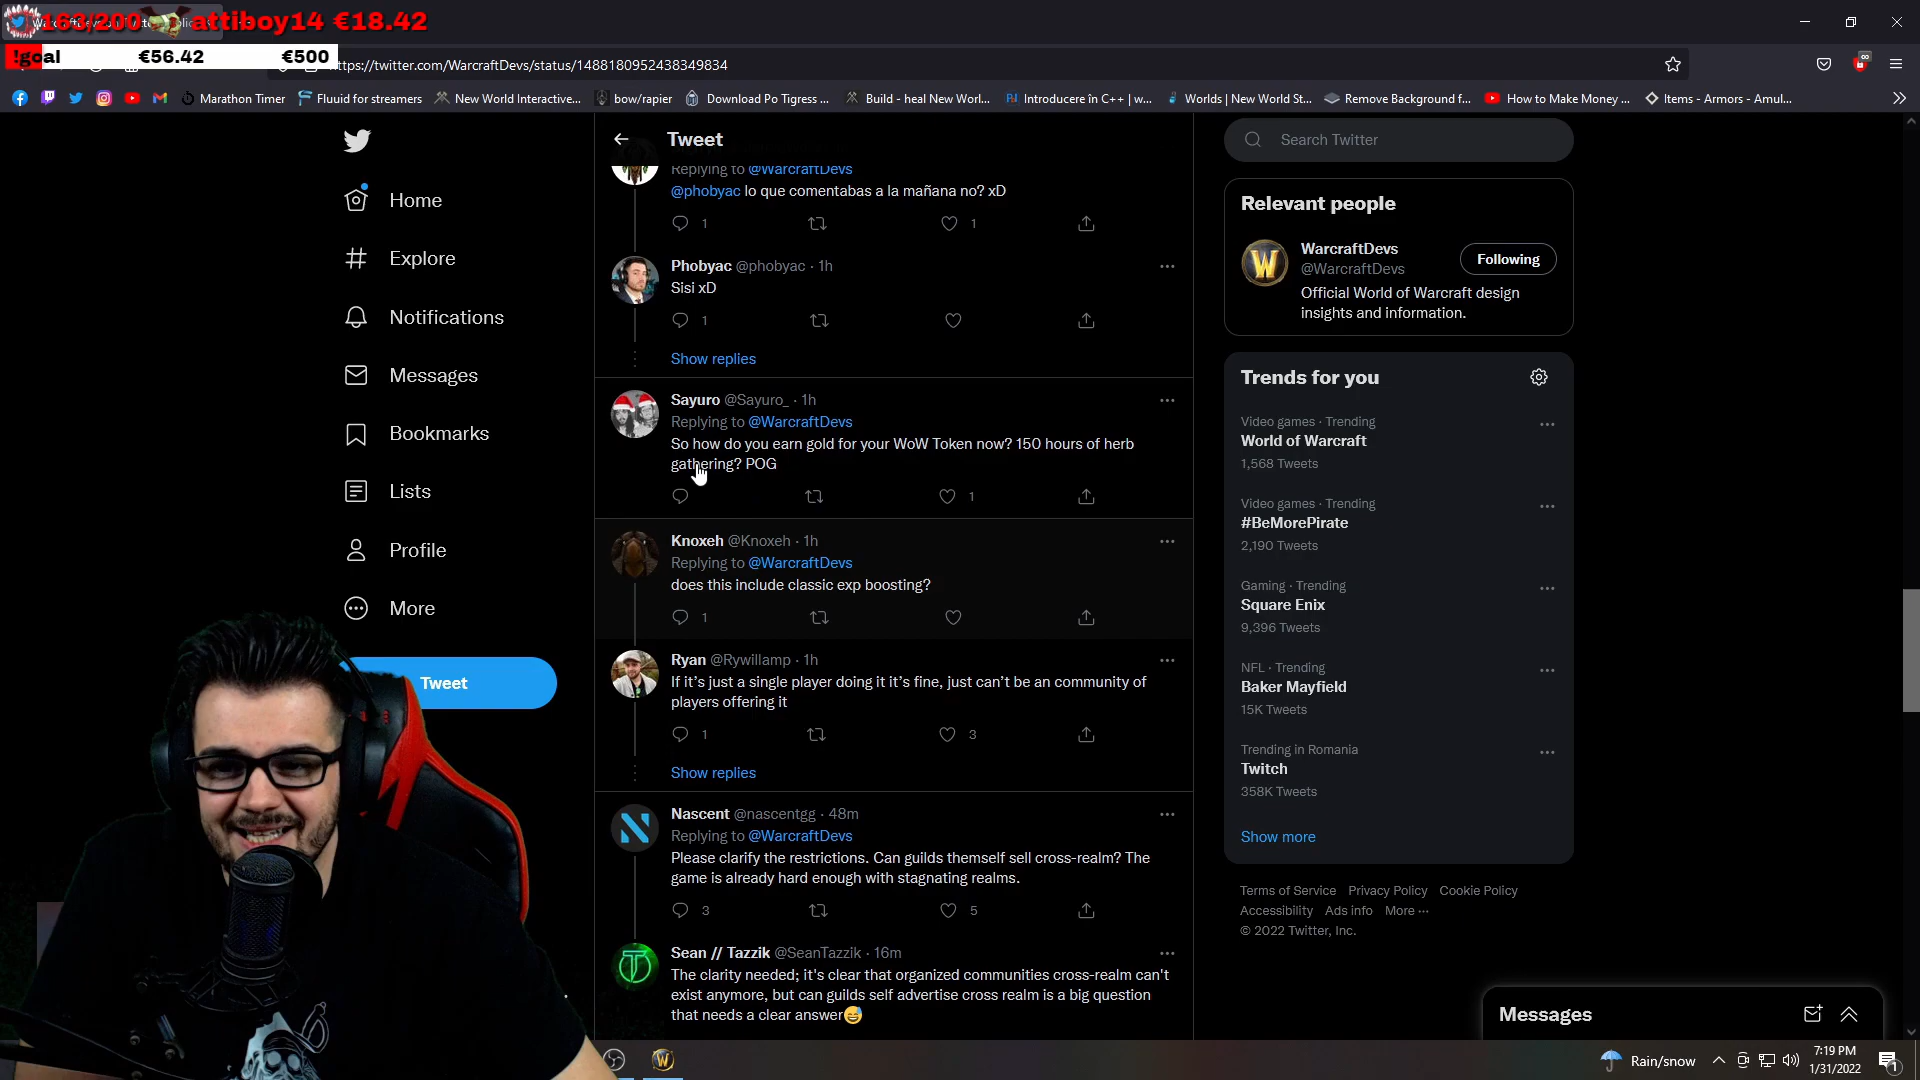 163/200 attiboy14 €18.42
!goal €56.42 €500
https://twitter.com/WarcraftDevs/status/1488180952438349834
Marathon Timer
Fluuid for streamers
New World Interactive...
bow/rapier
Download Po Tigress ...
Build - heal New Worl...
Introducere în C++ | w...
Worlds | New World St...
Remove Background f...
How to Make Money ...
Items - Armors - Amul...
Home
Explore
Notifications
Messages
Bookmarks
Lists
Profile
More
Tweet
Tweet
Replying to @WarcraftDevs
@phobyac lo que comentabas a la mañana no? xD
1 1
Phobyac @phobyac · 1h
Sisi xD
1
Show replies
Sayuro @Sayuro_ · 1h
Replying to @WarcraftDevs
So how do you earn gold for your WoW Token now? 150 hours of herb
gathering? POG
1
Knoxeh @Knoxeh · 1h
Replying to @WarcraftDevs
does this include classic exp boosting?
1
Ryan @Rywillamp · 1h
If it's just a single player doing it it's fine, just can't be an community of
players offering it
1 3
Show replies
Nascent @nascentgg · 48m
Replying to @WarcraftDevs
Please clarify the restrictions. Can guilds themself sell cross-realm? The
game is already hard enough with stagnating realms.
3 5
Sean // Tazzik @SeanTazzik · 16m
The clarity needed; it's clear that organized communities cross-realm can't
exist anymore, but can guilds self advertise cross realm is a big question
that needs a clear answer😅
Search Twitter
Relevant people
WarcraftDevs
@WarcraftDevs
Following
Official World of Warcraft design
insights and information.
Trends for you
Video games · Trending
World of Warcraft
1,568 Tweets
Video games · Trending
#BeMorePirate
2,190 Tweets
Gaming · Trending
Square Enix
9,396 Tweets
NFL · Trending
Baker Mayfield
15K Tweets
Trending in Romania
Twitch
358K Tweets
Show more
Terms of Service Privacy Policy Cookie Policy
Accessibility Ads info More ···
© 2022 Twitter, Inc.
Messages
Rain/snow
7:19 PM
1/31/2022
1